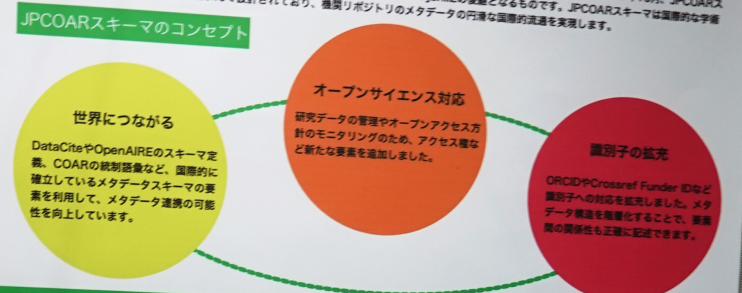 設計されており、機関リポジトリのメタデータの円滑な国際的流通を実現します。
の後継となるものです。JPCOARスキーマは国際的な学術
JPCOARスキーマのコンセプト
世界につながる
DataCiteやOpenAIREのスキーマ定
義、COARの統制語彙など、国際的に
確立しているメタデータスキーマの要
素を利用して、メタデータ連携の可能
性を向上しています。
オープンサイエンス対応
研究データの管理やオープンアクセス方
針のモニタリングのため、アクセス権な
ど新たな要素を追加しました。
識別子の拡充
ORCIDやCrossref Funder IDなど
識別子への対応を拡充しました。メタ
データ構造を階層化することで、要素
間の関係性も正確に記述できます。